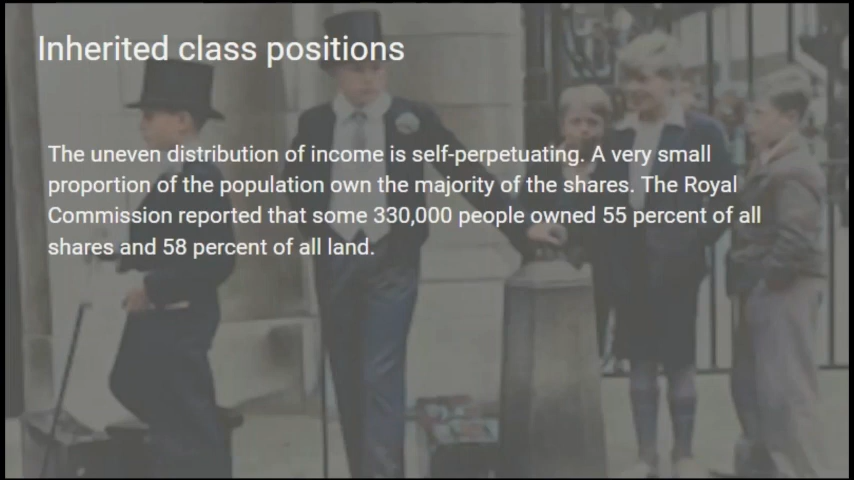 Inherited class positions
The uneven distribution of income is self-perpetuating. A very small
proportion of the population own the majority of the shares. The Royal
Commission reported that some 330,000 people owned 55 percent of all
shares and 58 percent of all land.